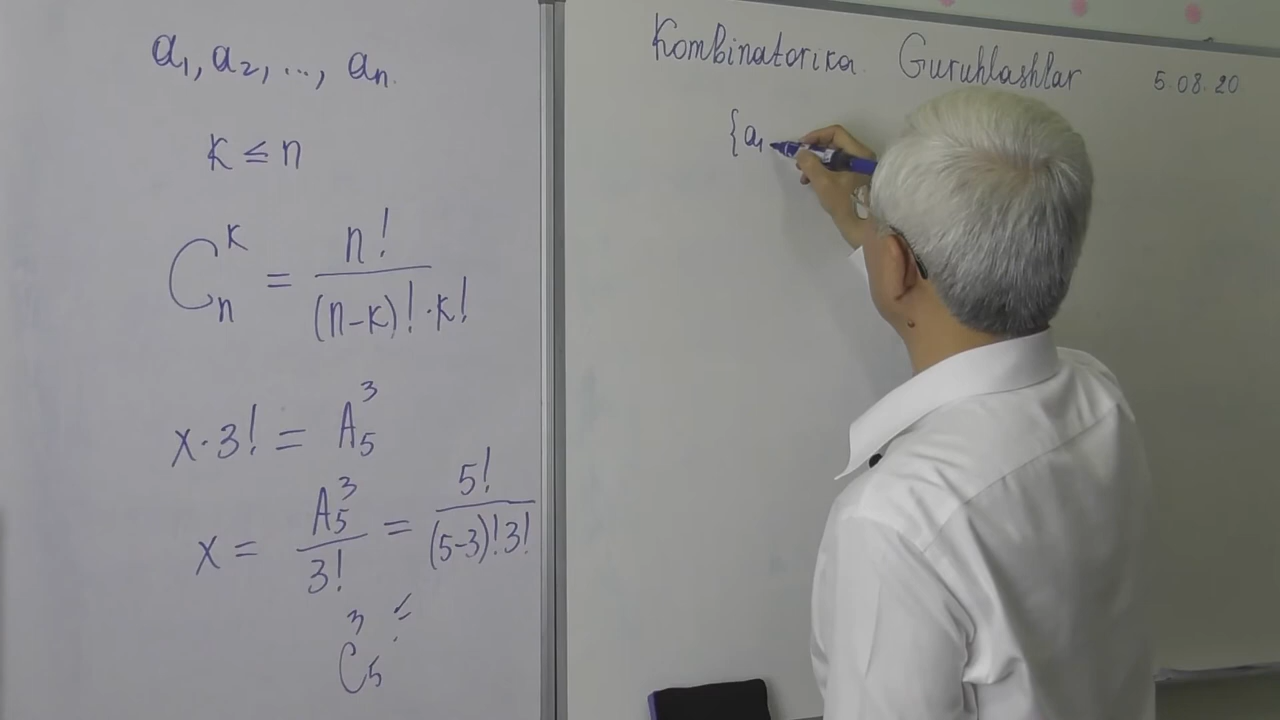 a₁, a₂, ..., aₙ.
k ≤ n
Cₙᵏ = n! / (n-k)! · k!
x · 3! = A₅³
x = A₅³ / 3! = 5! / (5-3)! 3!
C₅³
Kombinatorika Guruhlashlar 5.08.20
{a₁